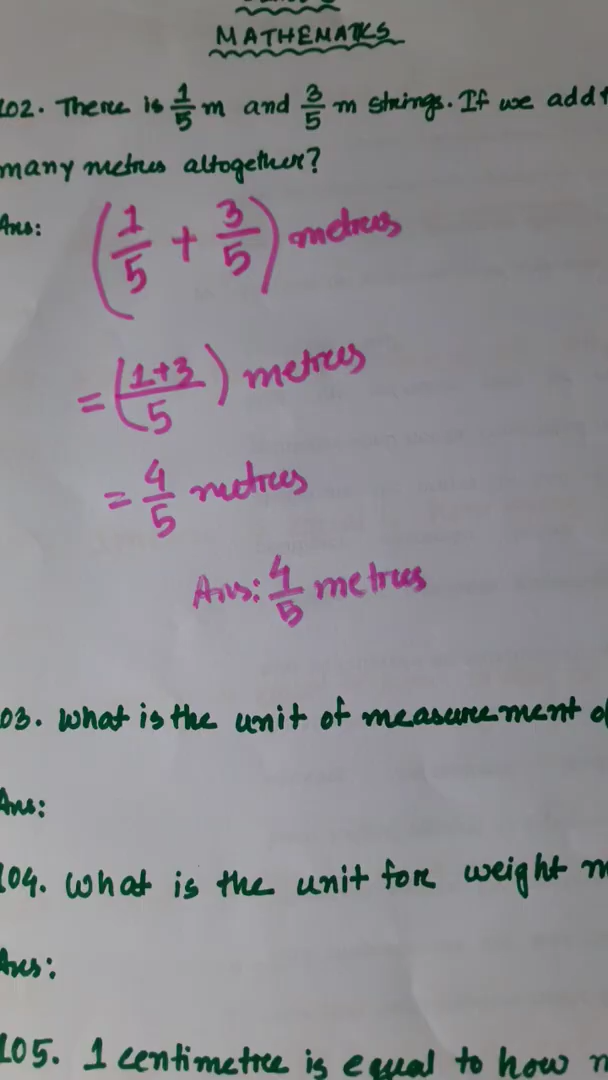 MATHEMATICS
102. There is 1/5 m and 3/5 m strings. If we add
many metres altogether?
Ans:
(1/5 + 3/5) metres
= (1+3/5) metres
= 4/5 metres
Ans: 4/5 metres
03. What is the unit of measurement of
Ans:
104. What is the unit for weight
Ans:
105. 1 centimetre is equal to how